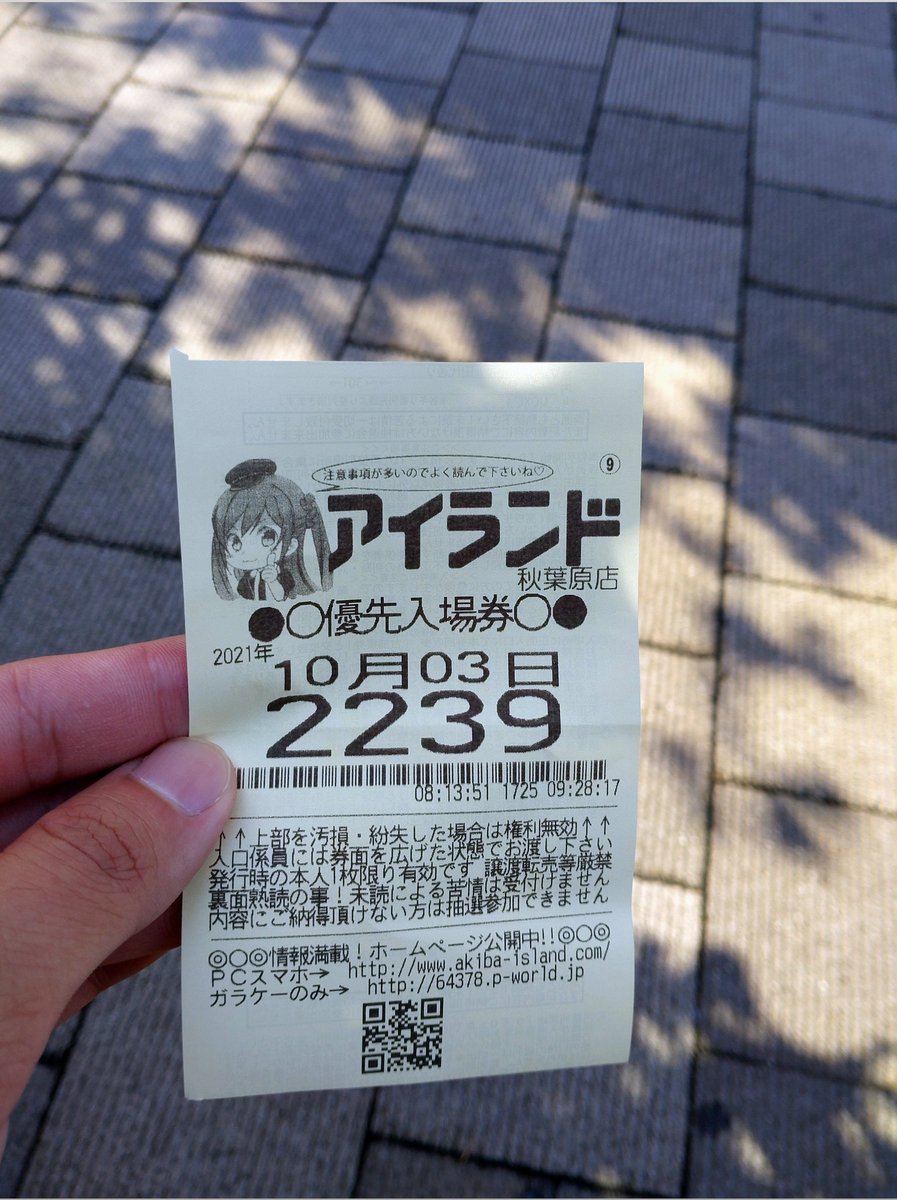 注意事項が多いのでよく読んで下さいね♡
⑨
アイランド
秋葉原店
●○優先入場券○●
2021年
10月03日
2239
08:13:51 1725 09:28:17
↑↑上部を汚損・紛失した場合は権利無効↑↑
入口係員には券面を広げた状態でお渡し下さい
発行時の本人1枚限り有効です 譲渡転売等厳禁
裏面熟読の事！未読による苦情は受付けません
内容にご納得頂けない方は抽選参加できません
◎○◎情報満載！ホームページ公開中!!◎○◎
PCスマホ→ http://www.akiba-island.com/
ガラケーのみ→ http://64378.p-world.jp